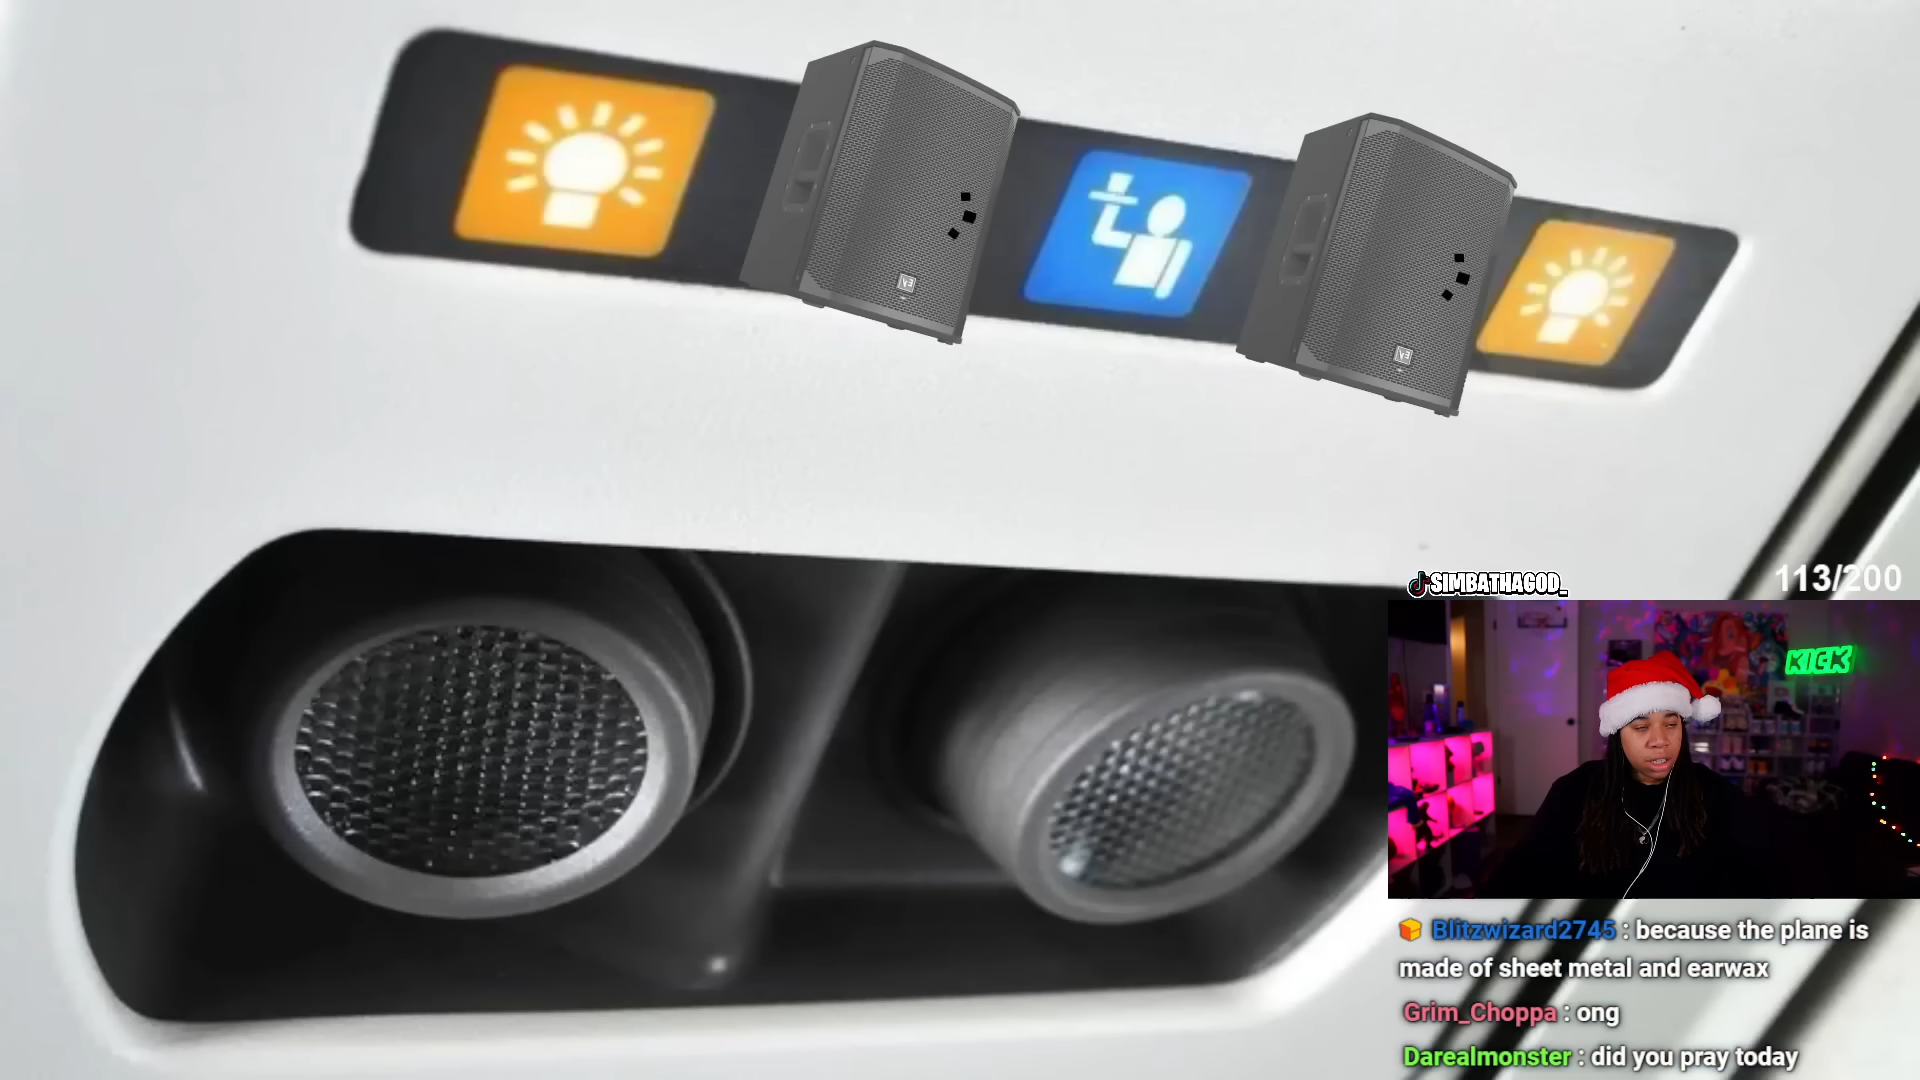 SIMBATHAGOD_
113/200
KICK
Blitzwizard2745 : because the plane is
made of sheet metal and earwax
Grim_Choppa : ong
Darealmonster : did you pray today